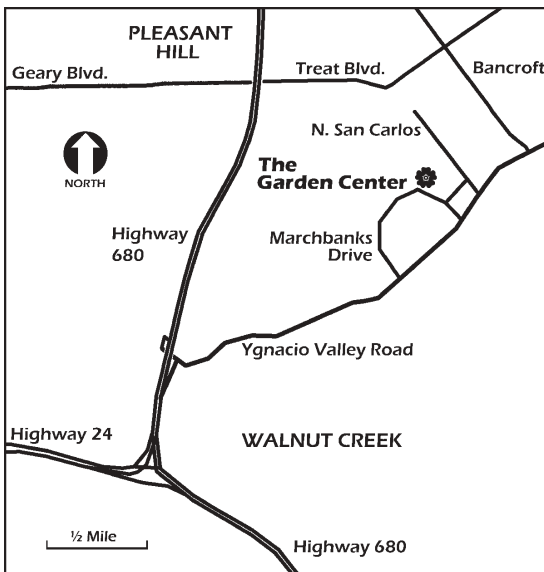 PLEASANT
HILL
Geary Blvd.
Treat Blvd.
Bancroft
N. San Carlos
NORTH
The
Garden Center
Highway
680
Marchbanks
Drive
Ygnacio Valley Road
Highway 24
WALNUT CREEK
½ Mile
Highway 680